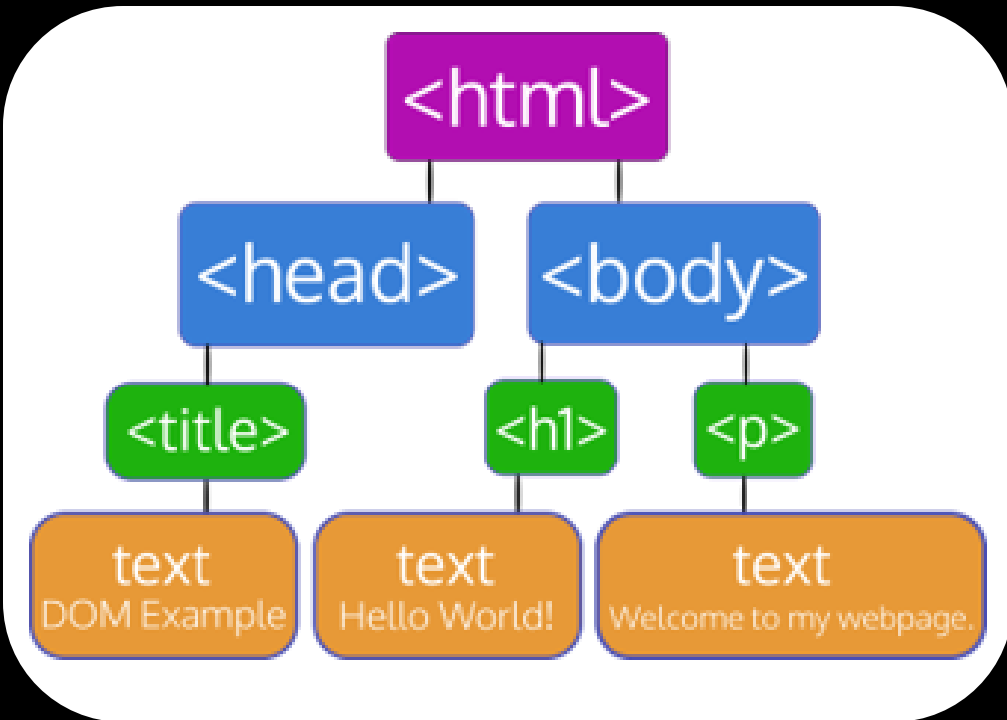 <html>
<head>
<body>
<title>
<h1>
<p>
text
DOM Example
text
Hello World!
text
Welcome to my webpage.